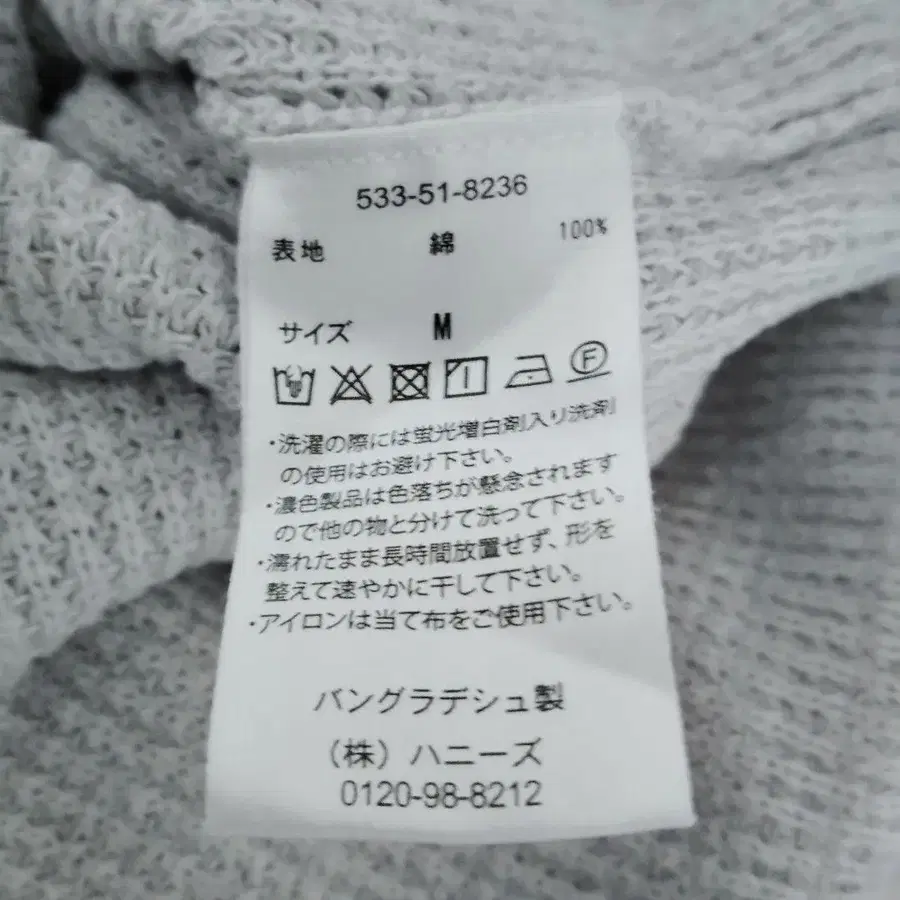 533-51-8236
表地 綿 100%
サイズ M
F
・洗濯の際には蛍光増白剤入り洗剤
の使用はお避け下さい。
・濃色製品は色落ちが懸念されます
ので他の物と分けて洗って下さい。
・濡れたまま長時間放置せず、形を
整えて速やかに干して下さい。
・アイロンは当て布をご使用下さい。
バングラデシュ製
（株）ハニーズ
0120-98-8212